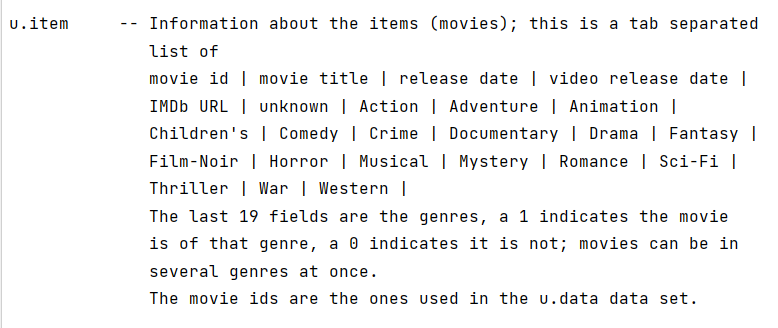 u.item     -- Information about the items (movies); this is a tab separated
              list of
              movie id | movie title | release date | video release date |
              IMDb URL | unknown | Action | Adventure | Animation |
              Children's | Comedy | Crime | Documentary | Drama | Fantasy |
              Film-Noir | Horror | Musical | Mystery | Romance | Sci-Fi |
              Thriller | War | Western |
              The last 19 fields are the genres, a 1 indicates the movie
              is of that genre, a 0 indicates it is not; movies can be in
              several genres at once.
              The movie ids are the ones used in the u.data data set.